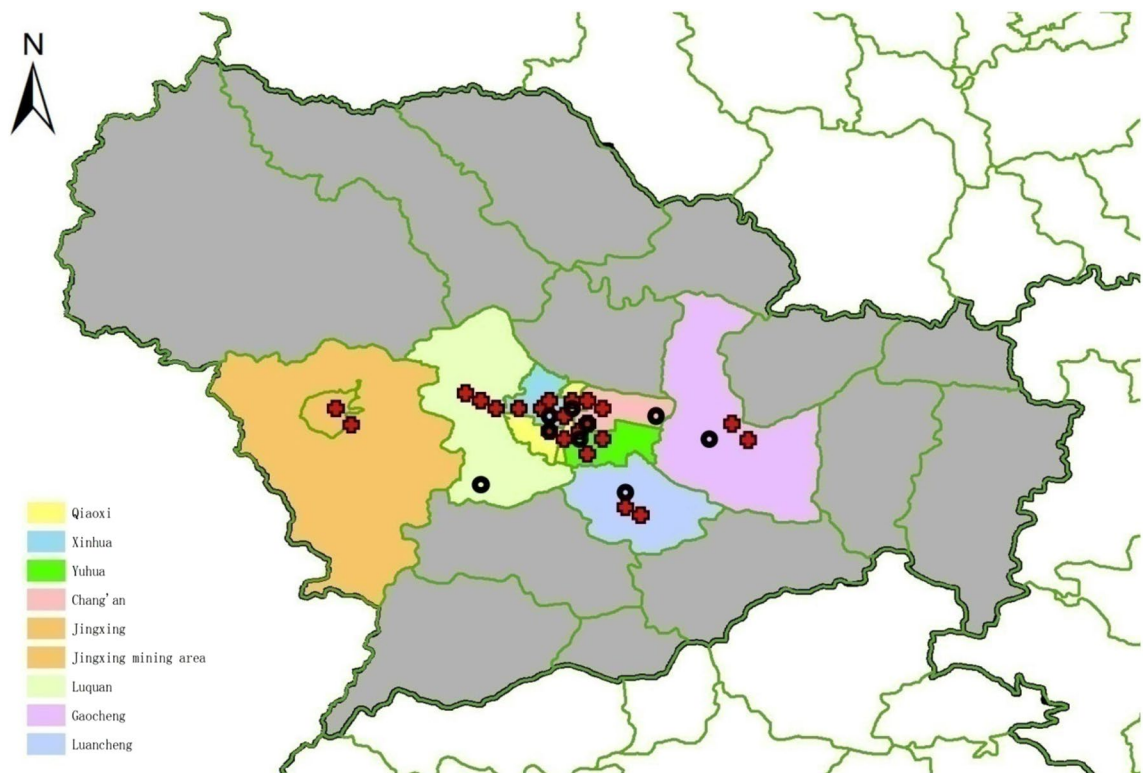 N
Qiaoxi
Xinhua
Yuhua
Chang'an
Jingxing
Jingxing mining area
Luquan
Gaocheng
Luancheng